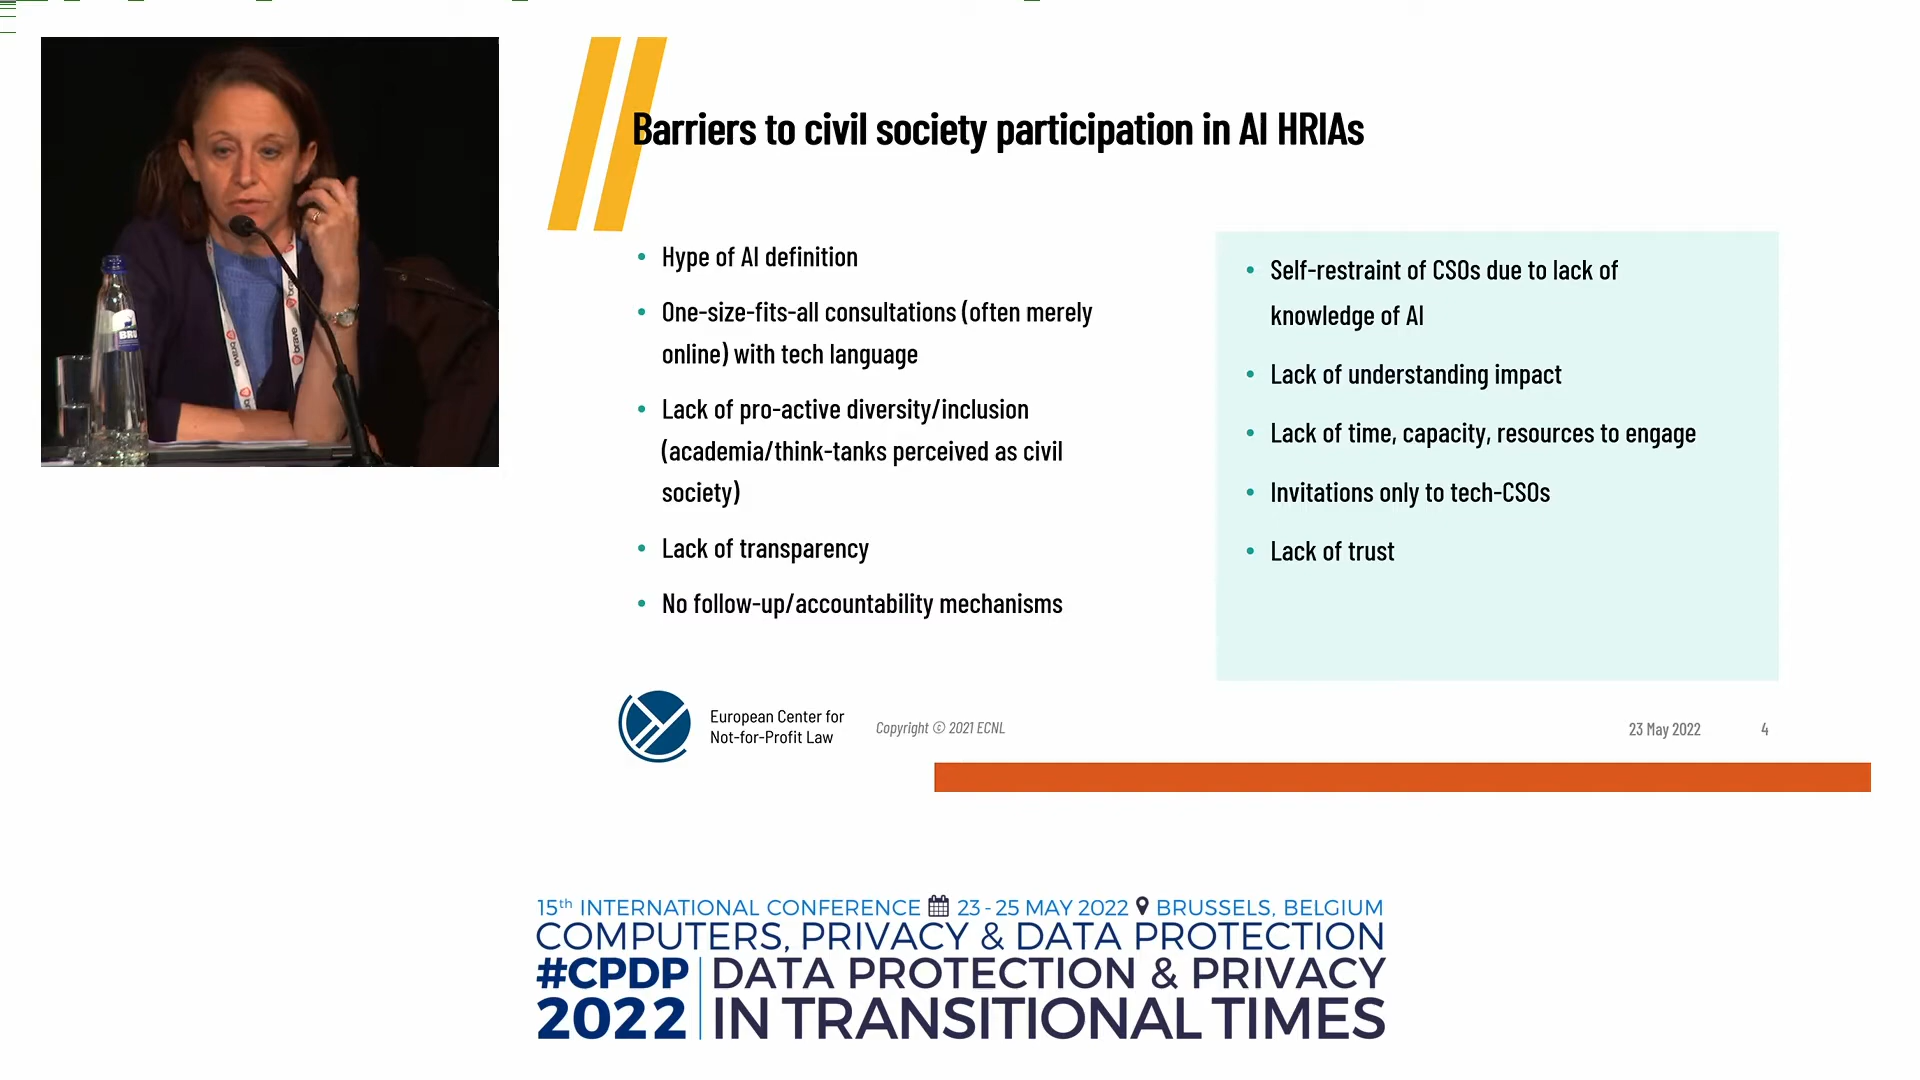 Barriers to civil society participation in AI HRIAs
• Hype of AI definition
• One-size-fits-all consultations (often merely
online) with tech language
• Lack of pro-active diversity/inclusion
(academia/think-tanks perceived as civil
society)
• Lack of transparency
• No follow-up/accountability mechanisms
• Self-restraint of CSOs due to lack of
knowledge of AI
• Lack of understanding impact
• Lack of time, capacity, resources to engage
• Invitations only to tech-CSOs
• Lack of trust
European Center for
Not-for-Profit Law
Copyright © 2021 ECNL
23 May 2022
4
BRU
brave
brave
15th INTERNATIONAL CONFERENCE 23 - 25 MAY 2022 BRUSSELS, BELGIUM
COMPUTERS, PRIVACY & DATA PROTECTION
#CPDP DATA PROTECTION & PRIVACY
2022 IN TRANSITIONAL TIMES